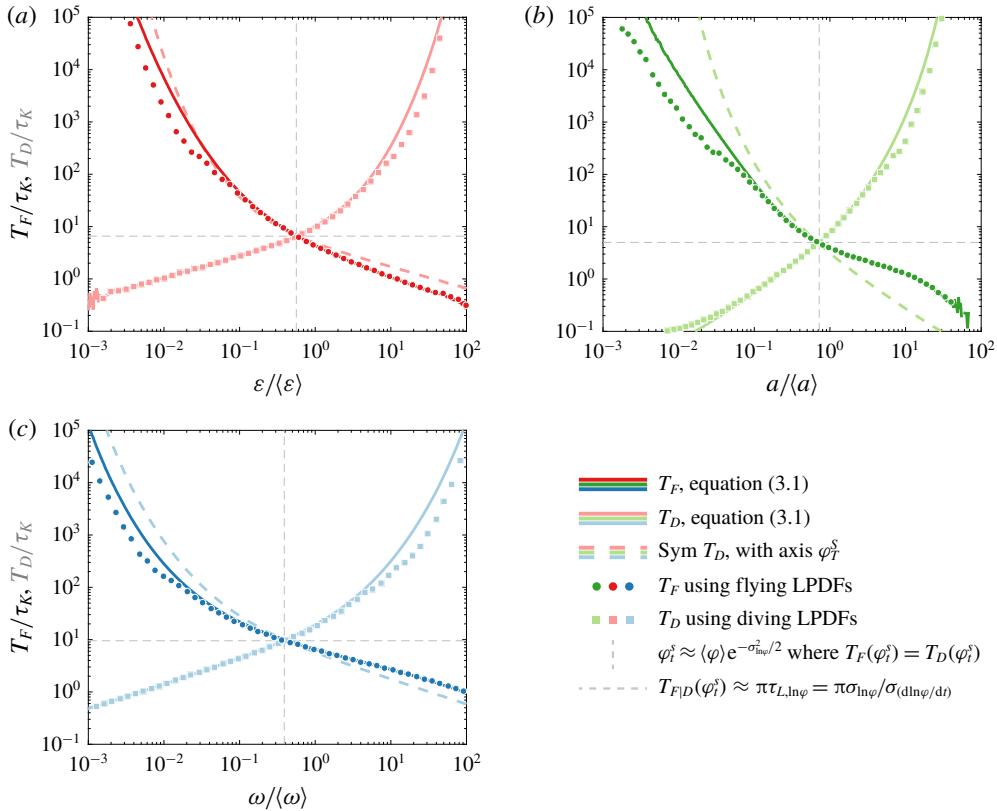 (a)
T_F/τ_K, T_D/τ_K
10^5
10^4
10^3
10^2
10^1
10^0
10^−1
10^−3 10^−2 10^−1 10^0 10^1 10^2
ε/⟨ε⟩
(b)
10^5
10^4
10^3
10^2
10^1
10^0
10^−1
10^−3 10^−2 10^−1 10^0 10^1 10^2
a/⟨a⟩
(c)
T_F/τ_K, T_D/τ_K
10^5
10^4
10^3
10^2
10^1
10^0
10^−1
10^−3 10^−2 10^−1 10^0 10^1 10^2
ω/⟨ω⟩
T_F, equation (3.1)
T_D, equation (3.1)
Sym T_D, with axis φ_T^S
T_F using flying LPDFs
T_D using diving LPDFs
φ_t^s ≈ ⟨φ⟩e^{−σ²_{lnφ}/2} where T_F(φ_t^s) = T_D(φ_t^s)
T_{F|D}(φ_t^s) ≈ πτ_{L,lnφ} = πσ_{lnφ}/σ_{(dlnφ/dt)}